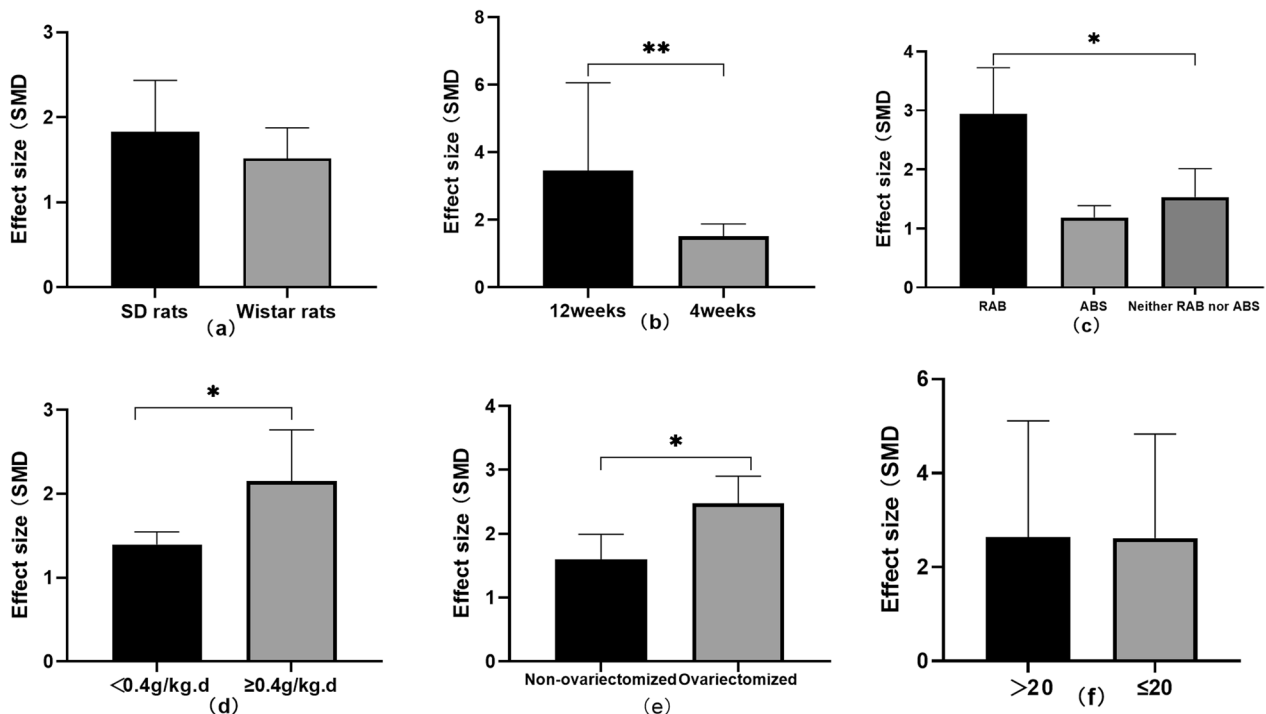 3
2
1
0
Effect size（SMD
SD rats
Wistar rats
（a）
8
6
4
2
0
Effect size（SMD
**
12weeks
4weeks
（b）
4
3
2
1
0
Effect size（SMD
*
RAB
ABS
Neither RAB nor ABS
（c）
3
2
1
0
Effect size（SMD
*
＜0.4g/kg.d
≥0.4g/kg.d
（d）
4
3
2
1
0
Effect size（SMD
*
Non-ovariectomized
Ovariectomized
（e）
6
4
2
0
Effect size（SMD
＞20
≤20
（f）